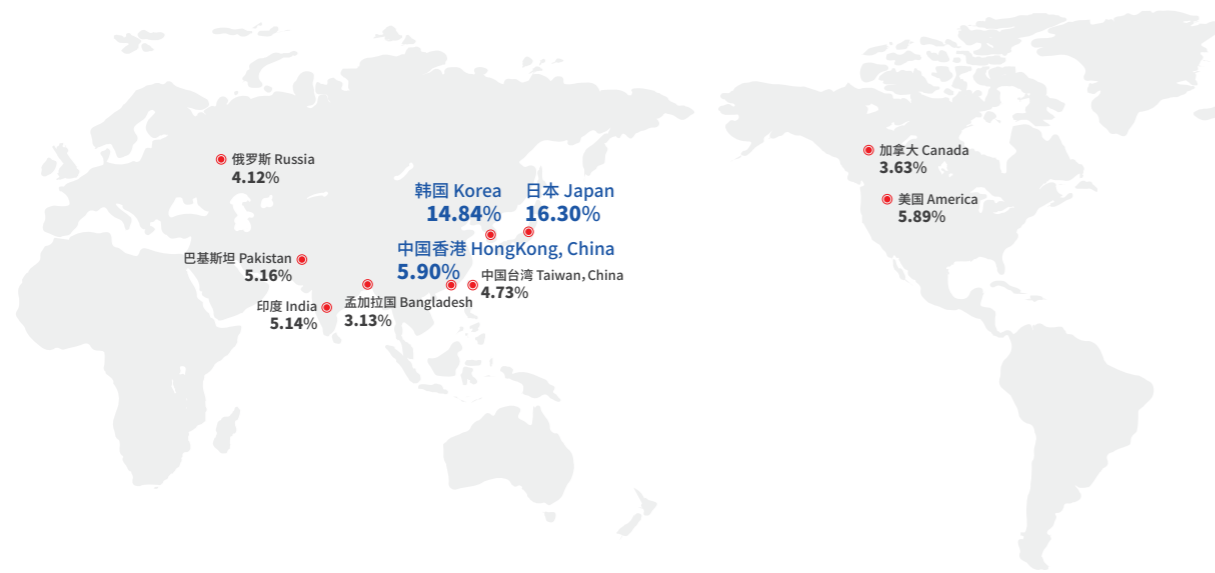 俄罗斯 Russia
4.12%
加拿大 Canada
3.63%
韩国 Korea
14.84%
日本 Japan
16.30%
美国 America
5.89%
中国香港 HongKong, China
5.90%
巴基斯坦 Pakistan
5.16%
中国台湾 Taiwan, China
4.73%
印度 India
5.14%
孟加拉国 Bangladesh
3.13%